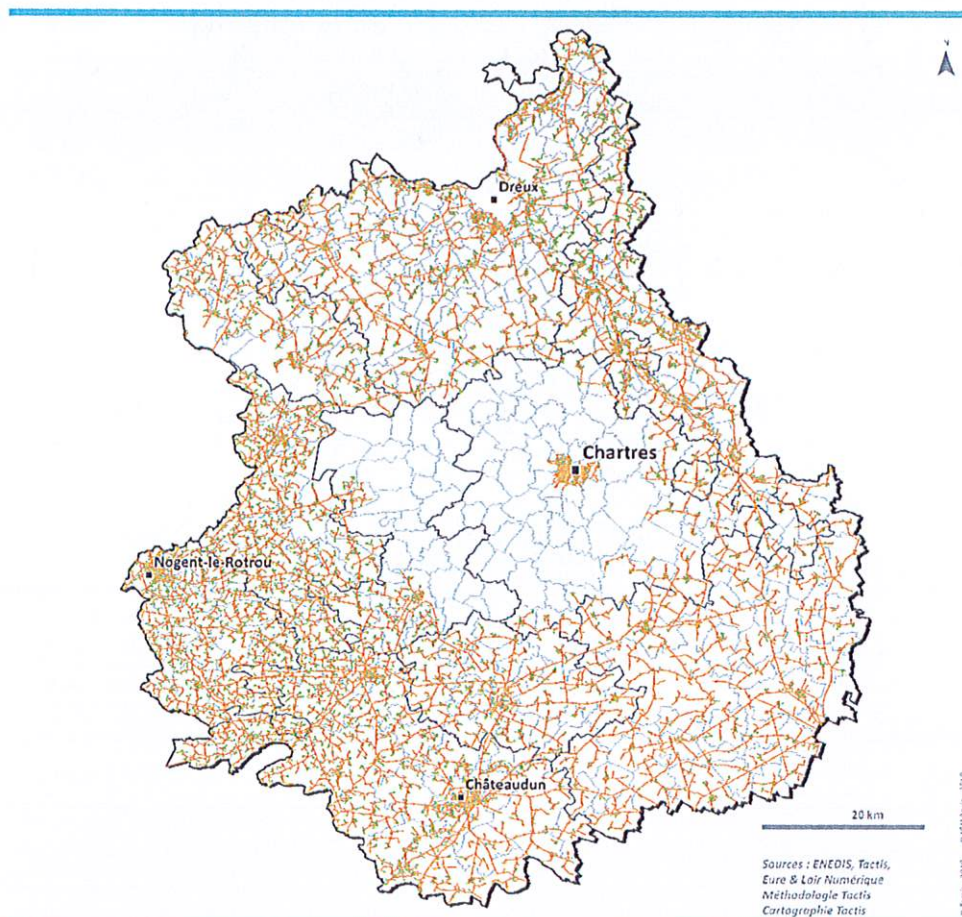 N
Dreux
Chartres
Nogent-le-Rotrou
Châteaudun
20 km
Sources : ENEDIS, Tactis,
Eure & Loir Numérique
Méthodologie Tactis
Cartographie Tactis